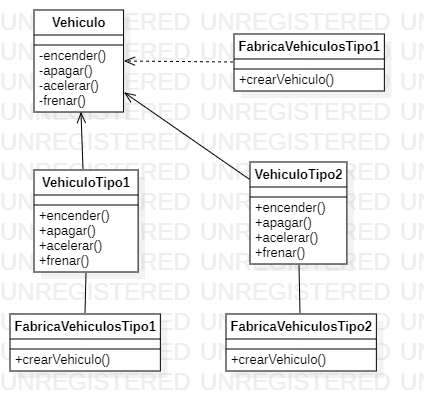 UNREGISTERED
Vehiculo
-encender()
-apagar()
-acelerar()
-frenar()
FabricaVehiculosTipo1
+crearVehiculo()
VehiculoTipo1
+encender()
+apagar()
+acelerar()
+frenar()
VehiculoTipo2
+encender()
+apagar()
+acelerar()
+frenar()
FabricaVehiculosTipo1
+crearVehiculo()
FabricaVehiculosTipo2
+crearVehiculo()